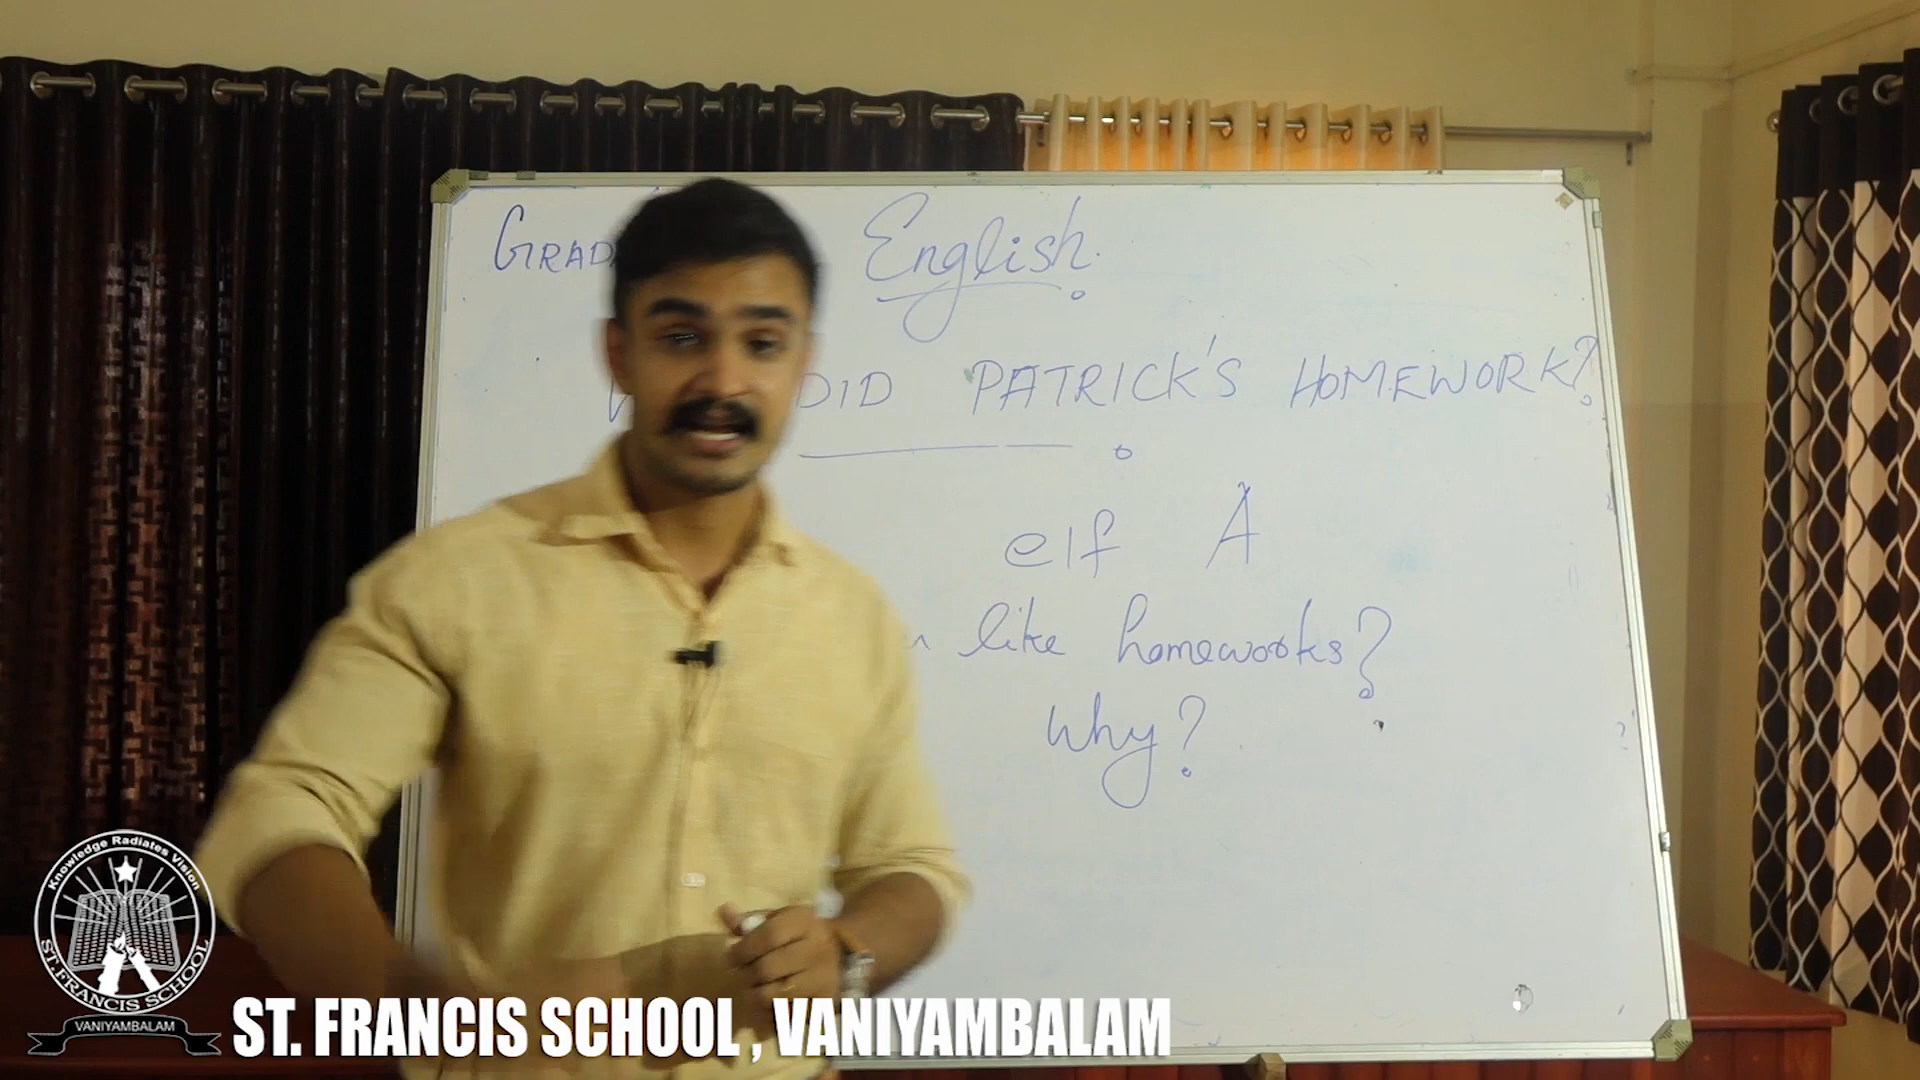 GRAD
English
DID PATRICK'S HOMEWORK?
elf A
like homeworks?
Why?
Knowledge Radiates Vision
ST. FRANCIS SCHOOL
VANIYAMBALAM
ST. FRANCIS SCHOOL, VANIYAMBALAM